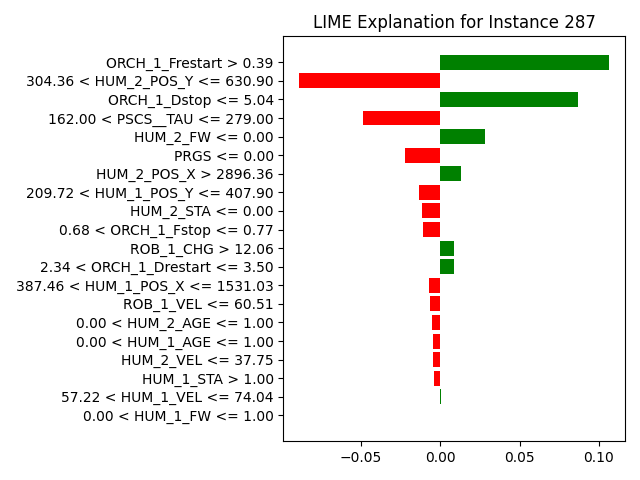 LIME Explanation for Instance 287
ORCH_1_Frestart > 0.39
304.36 < HUM_2_POS_Y <= 630.90
ORCH_1_Dstop <= 5.04
162.00 < PSCS__TAU <= 279.00
HUM_2_FW <= 0.00
PRGS <= 0.00
HUM_2_POS_X > 2896.36
209.72 < HUM_1_POS_Y <= 407.90
HUM_2_STA <= 0.00
0.68 < ORCH_1_Fstop <= 0.77
ROB_1_CHG > 12.06
2.34 < ORCH_1_Drestart <= 3.50
387.46 < HUM_1_POS_X <= 1531.03
ROB_1_VEL <= 60.51
0.00 < HUM_2_AGE <= 1.00
0.00 < HUM_1_AGE <= 1.00
HUM_2_VEL <= 37.75
HUM_1_STA > 1.00
57.22 < HUM_1_VEL <= 74.04
0.00 < HUM_1_FW <= 1.00
−0.05 0.00 0.05 0.10